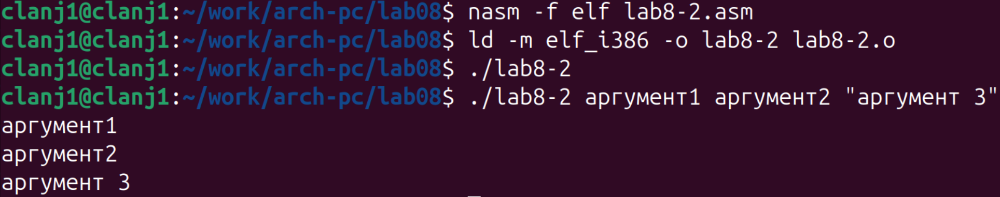 clanj1@clanj1:~/work/arch-pc/lab08$ nasm -f elf lab8-2.asm
clanj1@clanj1:~/work/arch-pc/lab08$ ld -m elf_i386 -o lab8-2 lab8-2.o
clanj1@clanj1:~/work/arch-pc/lab08$ ./lab8-2
clanj1@clanj1:~/work/arch-pc/lab08$ ./lab8-2 аргумент1 аргумент2 "аргумент 3"
аргумент1
аргумент2
аргумент 3